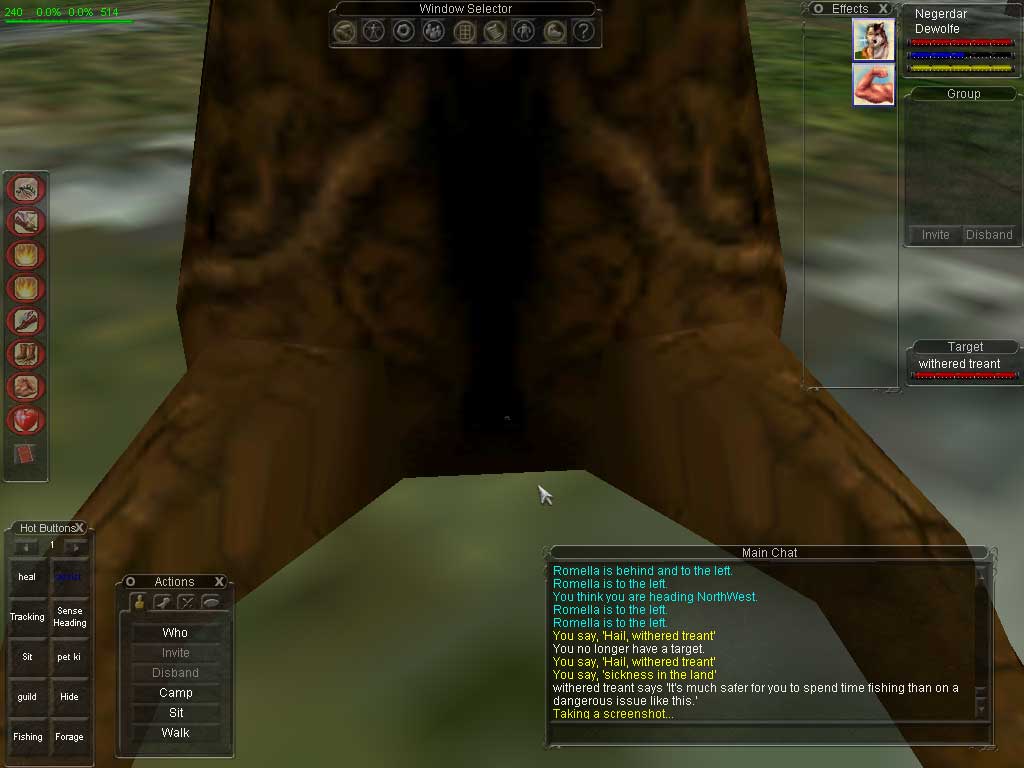 240 0.0% 0.0% 514
Window Selector
?
Effects X
Negerdar
Dewolfe
Group
Invite Disband
Target
withered treant
Hot Buttons X
1
heal
Tracking Sense Heading
Sit pet ki
guild Hide
Fishing Forage
Actions X
Who
Invite
Disband
Camp
Sit
Walk
Main Chat
Romella is behind and to the left.
Romella is to the left.
You think you are heading NorthWest.
Romella is to the left.
Romella is to the left.
You say, 'Hail, withered treant'
You no longer have a target.
You say, 'Hail, withered treant'
You say, 'sickness in the land'
withered treant says 'It's much safer for you to spend time fishing than on a
dangerous issue like this.'
Taking a screenshot...